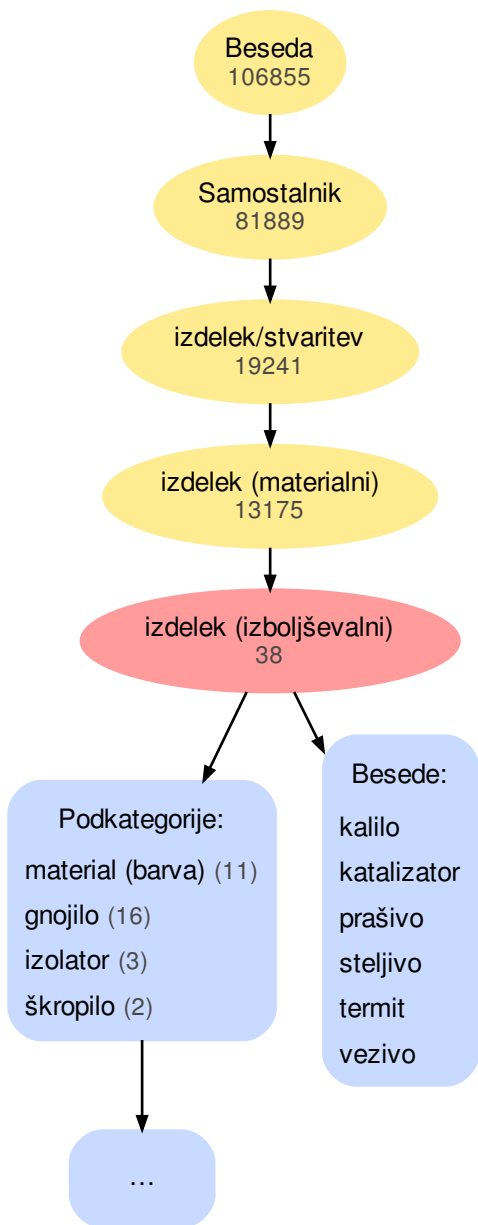 Beseda
106855
Samostalnik
81889
izdelek/stvaritev
19241
izdelek (materialni)
13175
izdelek (izboljševalni)
38
Podkategorije:
material (barva) (11)
gnojilo (16)
izolator (3)
škropilo (2)
...
Besede:
kalilo
katalizator
prašivo
steljivo
termit
vezivo